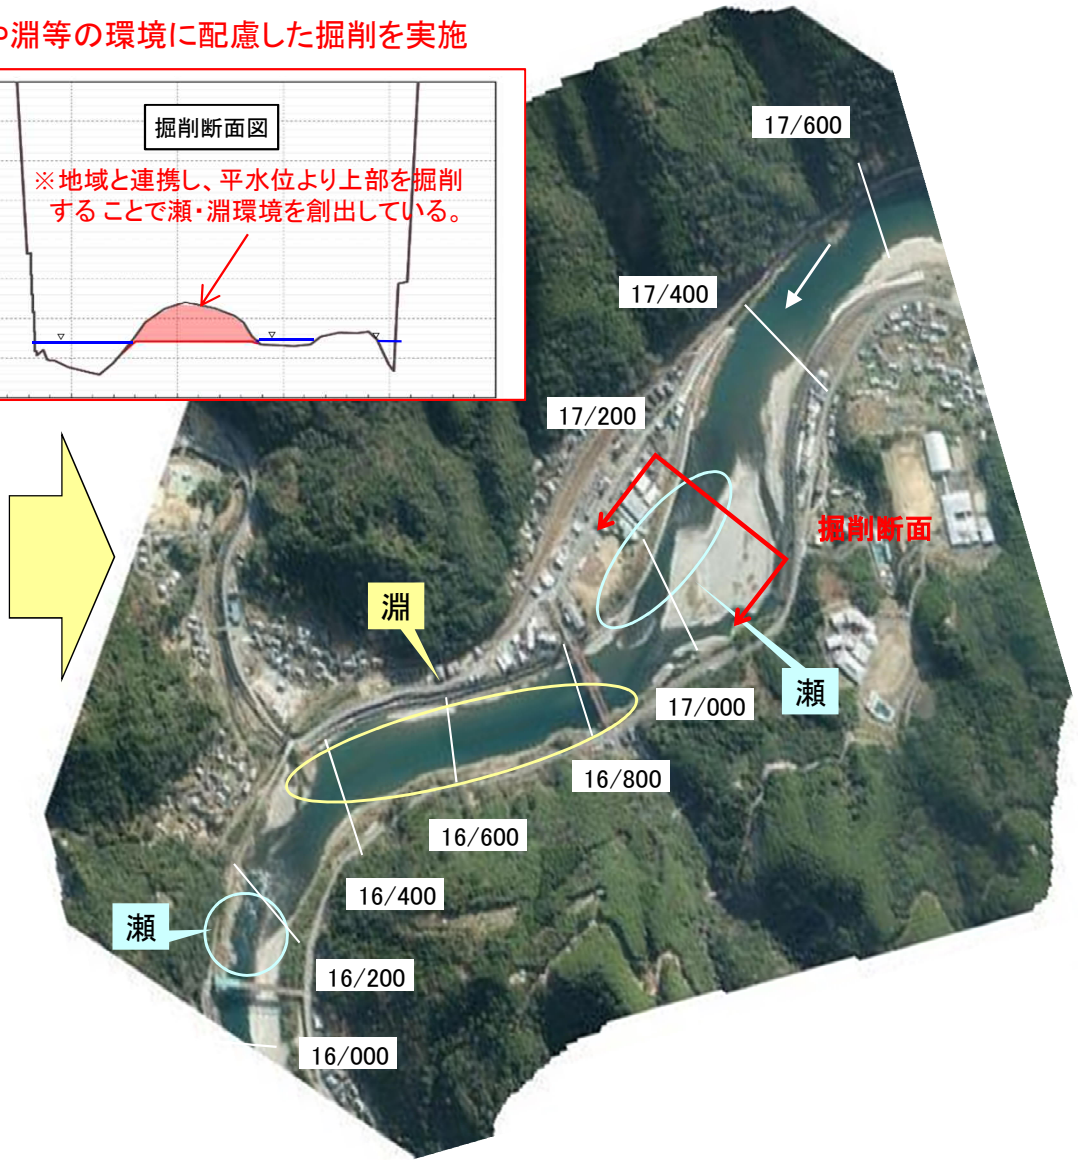 や淵等の環境に配慮した掘削を実施
掘削断面図
※地域と連携し、平水位より上部を掘削
することで瀬・淵環境を創出している。
17/600
17/400
17/200
掘削断面
淵
瀬
17/000
16/800
16/600
16/400
瀬
16/200
16/000